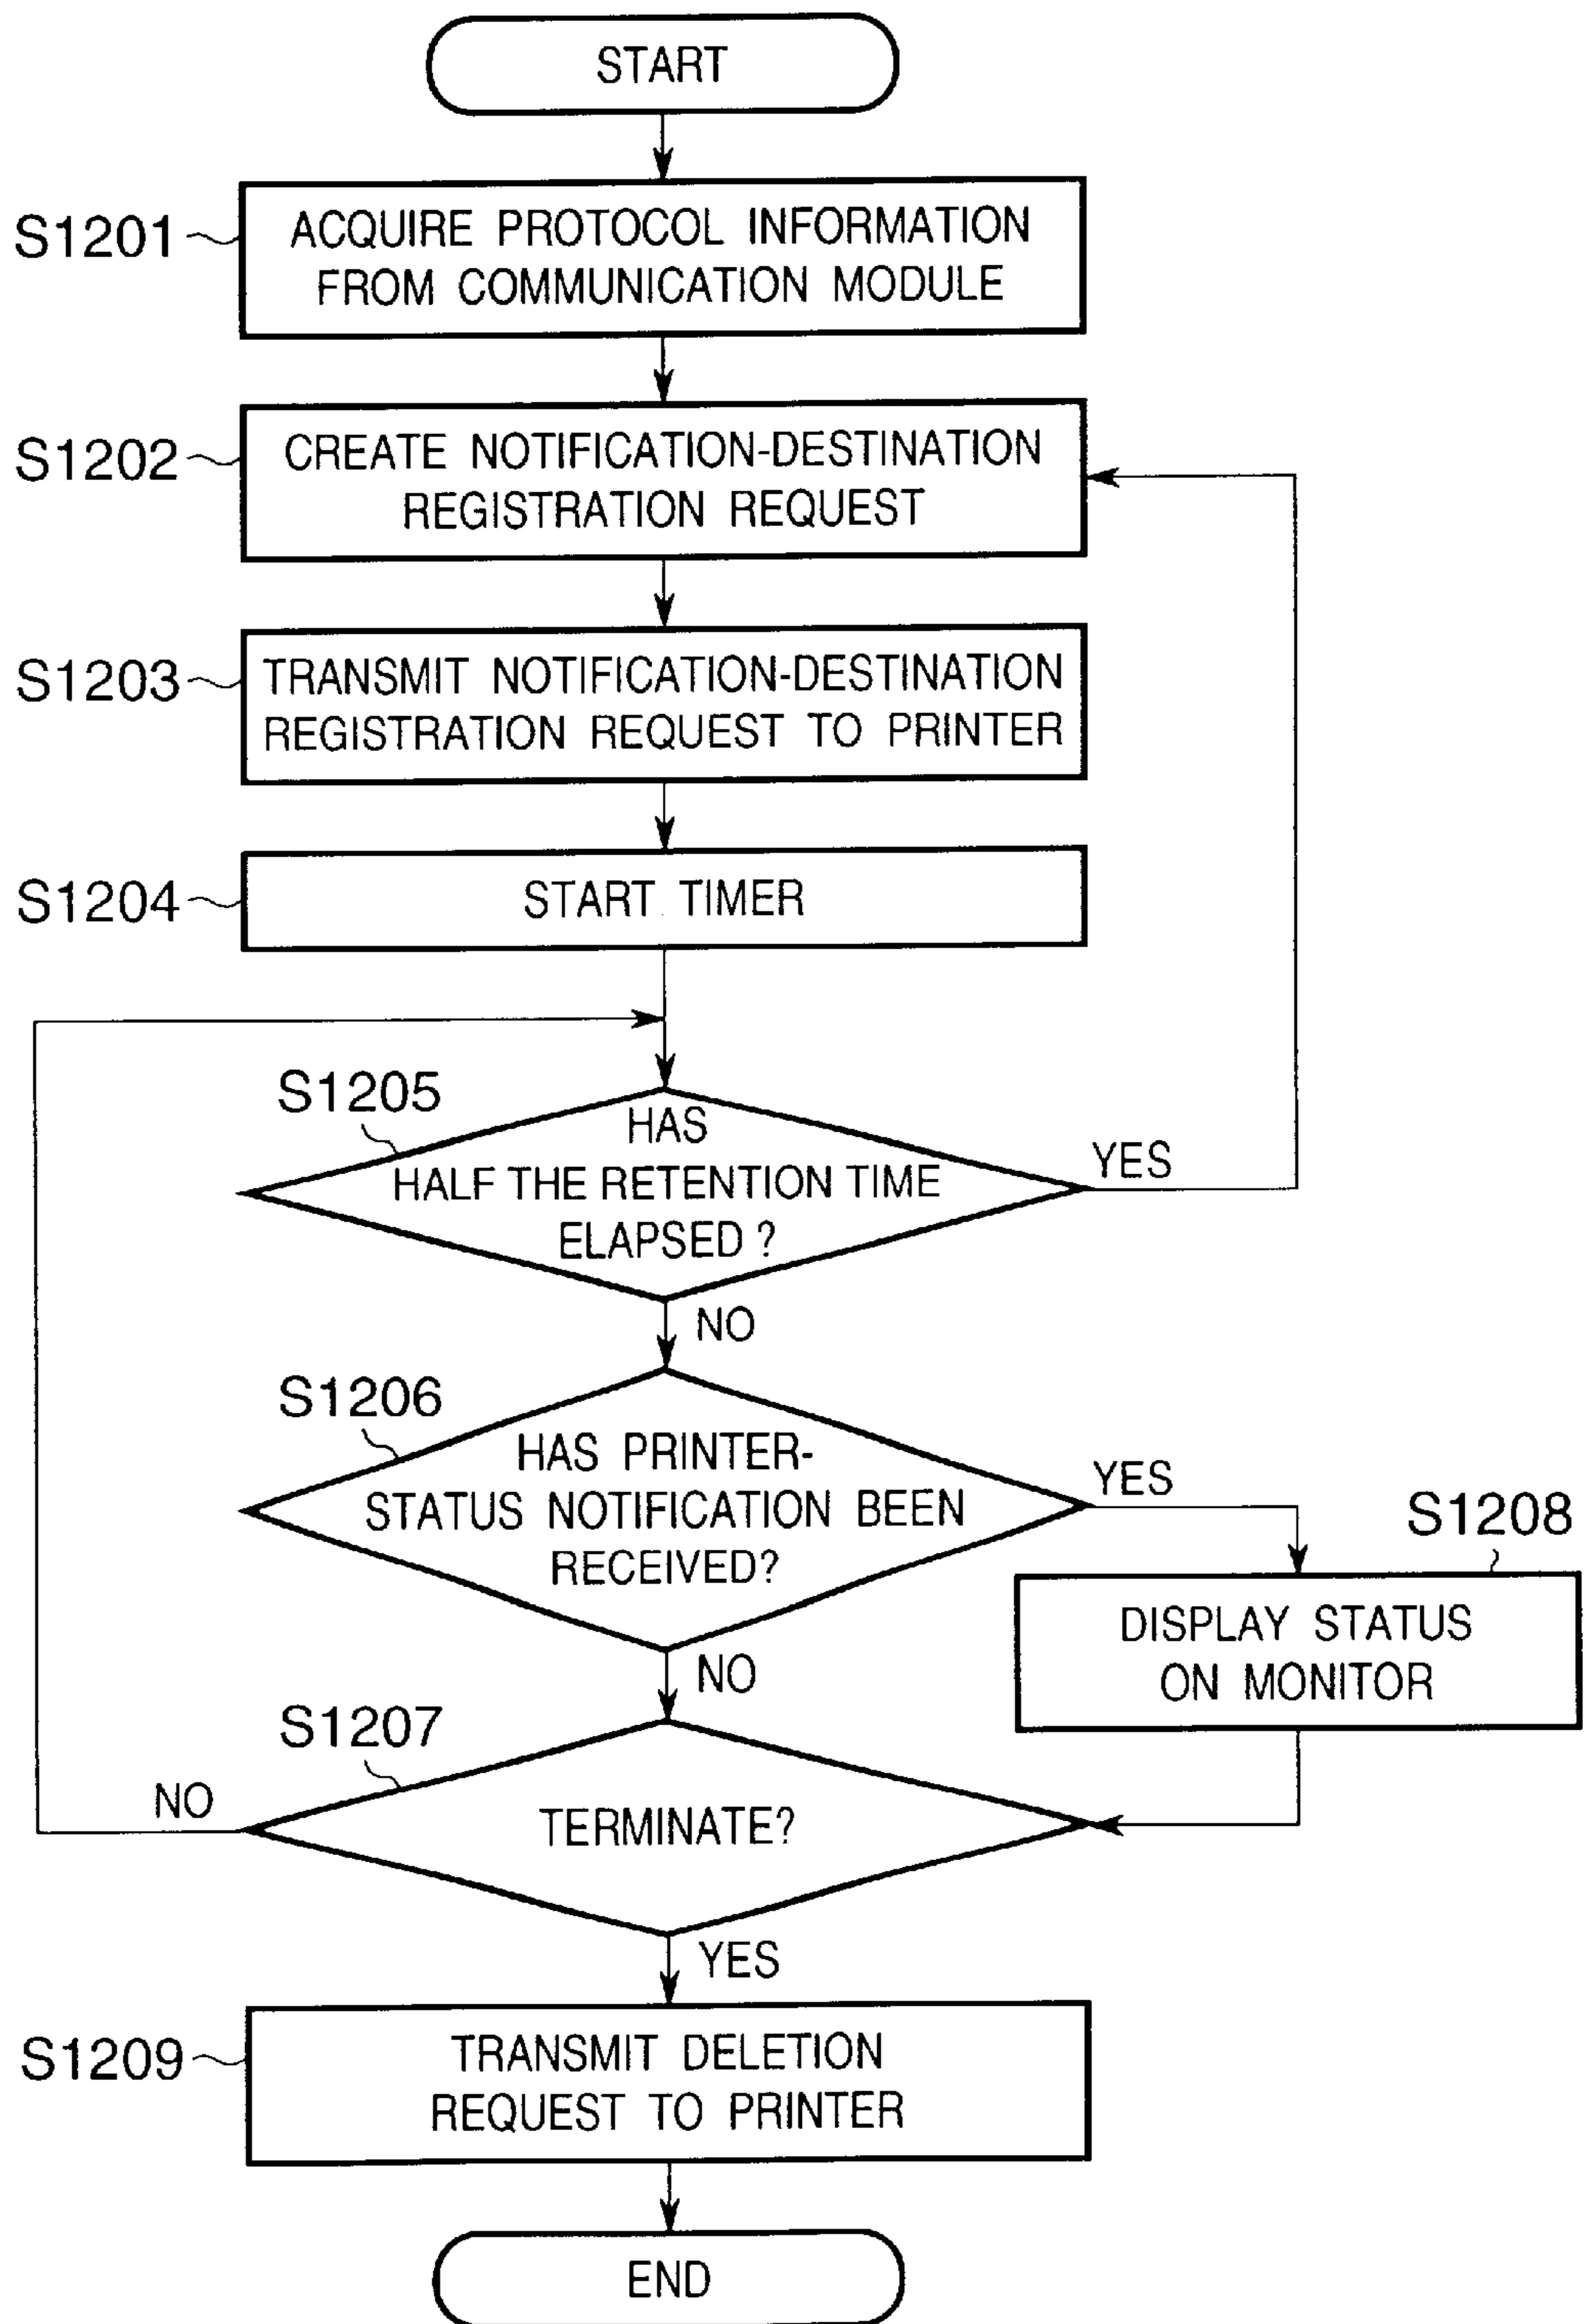 START
S1201
ACQUIRE PROTOCOL INFORMATION
FROM COMMUNICATION MODULE
S1202
CREATE NOTIFICATION-DESTINATION
REGISTRATION REQUEST
S1203
TRANSMIT NOTIFICATION-DESTINATION
REGISTRATION REQUEST TO PRINTER
S1204
START TIMER
S1205
HAS
HALF THE RETENTION TIME
ELAPSED ?
YES
NO
S1206
HAS PRINTER-
STATUS NOTIFICATION BEEN
RECEIVED?
YES
S1208
DISPLAY STATUS
ON MONITOR
NO
S1207
TERMINATE?
NO
YES
S1209
TRANSMIT DELETION
REQUEST TO PRINTER
END